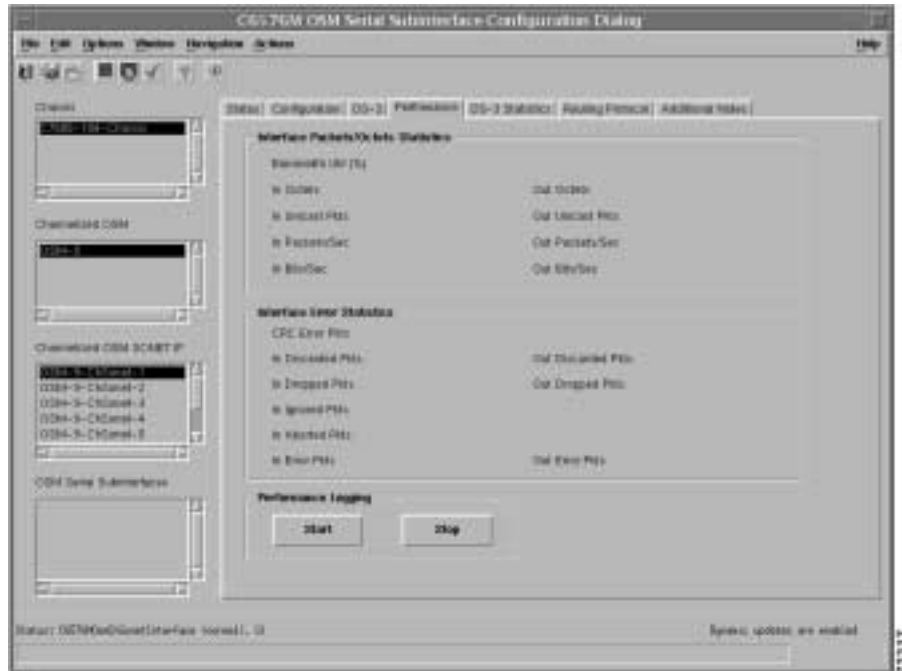 C6576M OSM Serial Subinterface Configuration Dialog
File Edit Options Window Navigation Actions Help
Chassis
Status Configuration DS-3 Performance DS-3 Statistics Routing Protocol Additional Notes
Interface Packets/Octets Statistics
Bandwidth Util (%)
In Octets Out Octets
In Unicast Pkts Out Unicast Pkts
In Packets/Sec Out Packets/Sec
In Bits/Sec Out Bits/Sec
Channelized OSM
Interface Error Statistics
CRC Error Pkts
In Discarded Pkts Out Discarded Pkts
In Dropped Pkts Out Dropped Pkts
In Ignored Pkts
In Aborted Pkts
In Error Pkts Out Error Pkts
Channelized OSM SONET IP
OSM Serial Subinterfaces
Performance Logging
Start Stop
Dynamic updates are enabled